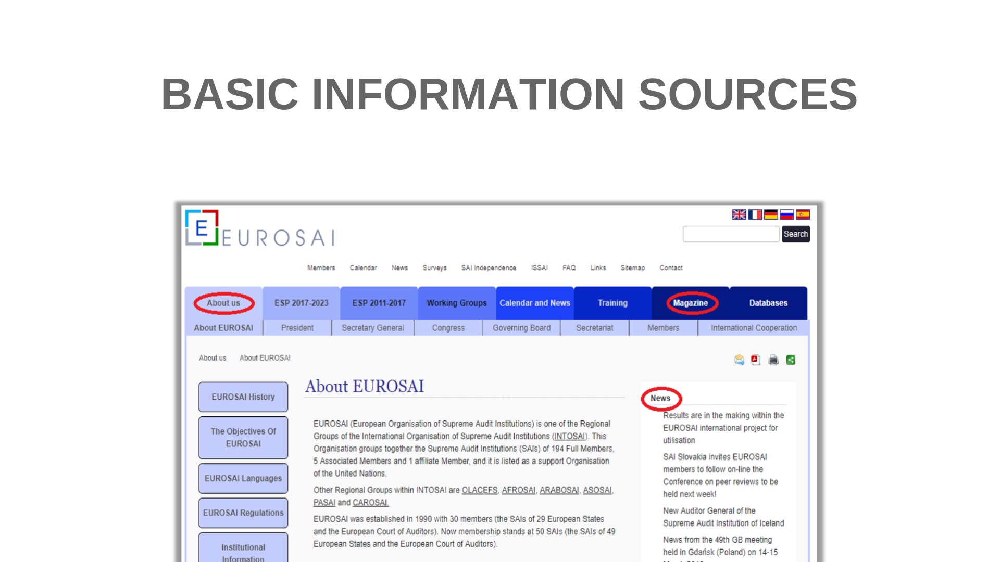 BASIC INFORMATION SOURCES
E EUROSAI
Search
Members Calendar News Surveys SAI Independence ISSAI FAQ Links Sitemap Contact
About us ESP 2017-2023 ESP 2011-2017 Working Groups Calendar and News Training Magazine Databases
About EUROSAI President Secretary General Congress Governing Board Secretariat Members International Cooperation
About us About EUROSAI
EUROSAI History
The Objectives Of
EUROSAI
EUROSAI Languages
EUROSAI Regulations
Institutional
Information
About EUROSAI
EUROSAI (European Organisation of Supreme Audit Institutions) is one of the Regional
Groups of the International Organisation of Supreme Audit Institutions (INTOSAI). This
Organisation groups together the Supreme Audit Institutions (SAIs) of 194 Full Members,
5 Associated Members and 1 affiliate Member, and it is listed as a support Organisation
of the United Nations.
Other Regional Groups within INTOSAI are OLACEFS, AFROSAI, ARABOSAI, ASOSAI,
PASAI and CAROSAI.
EUROSAI was established in 1990 with 30 members (the SAIs of 29 European States
and the European Court of Auditors). Now membership stands at 50 SAIs (the SAIs of 49
European States and the European Court of Auditors).
News
Results are in the making within the
EUROSAI international project for
utilisation
SAI Slovakia invites EUROSAI
members to follow on-line the
Conference on peer reviews to be
held next week!
New Auditor General of the
Supreme Audit Institution of Iceland
News from the 49th GB meeting
held in Gdańsk (Poland) on 14-15